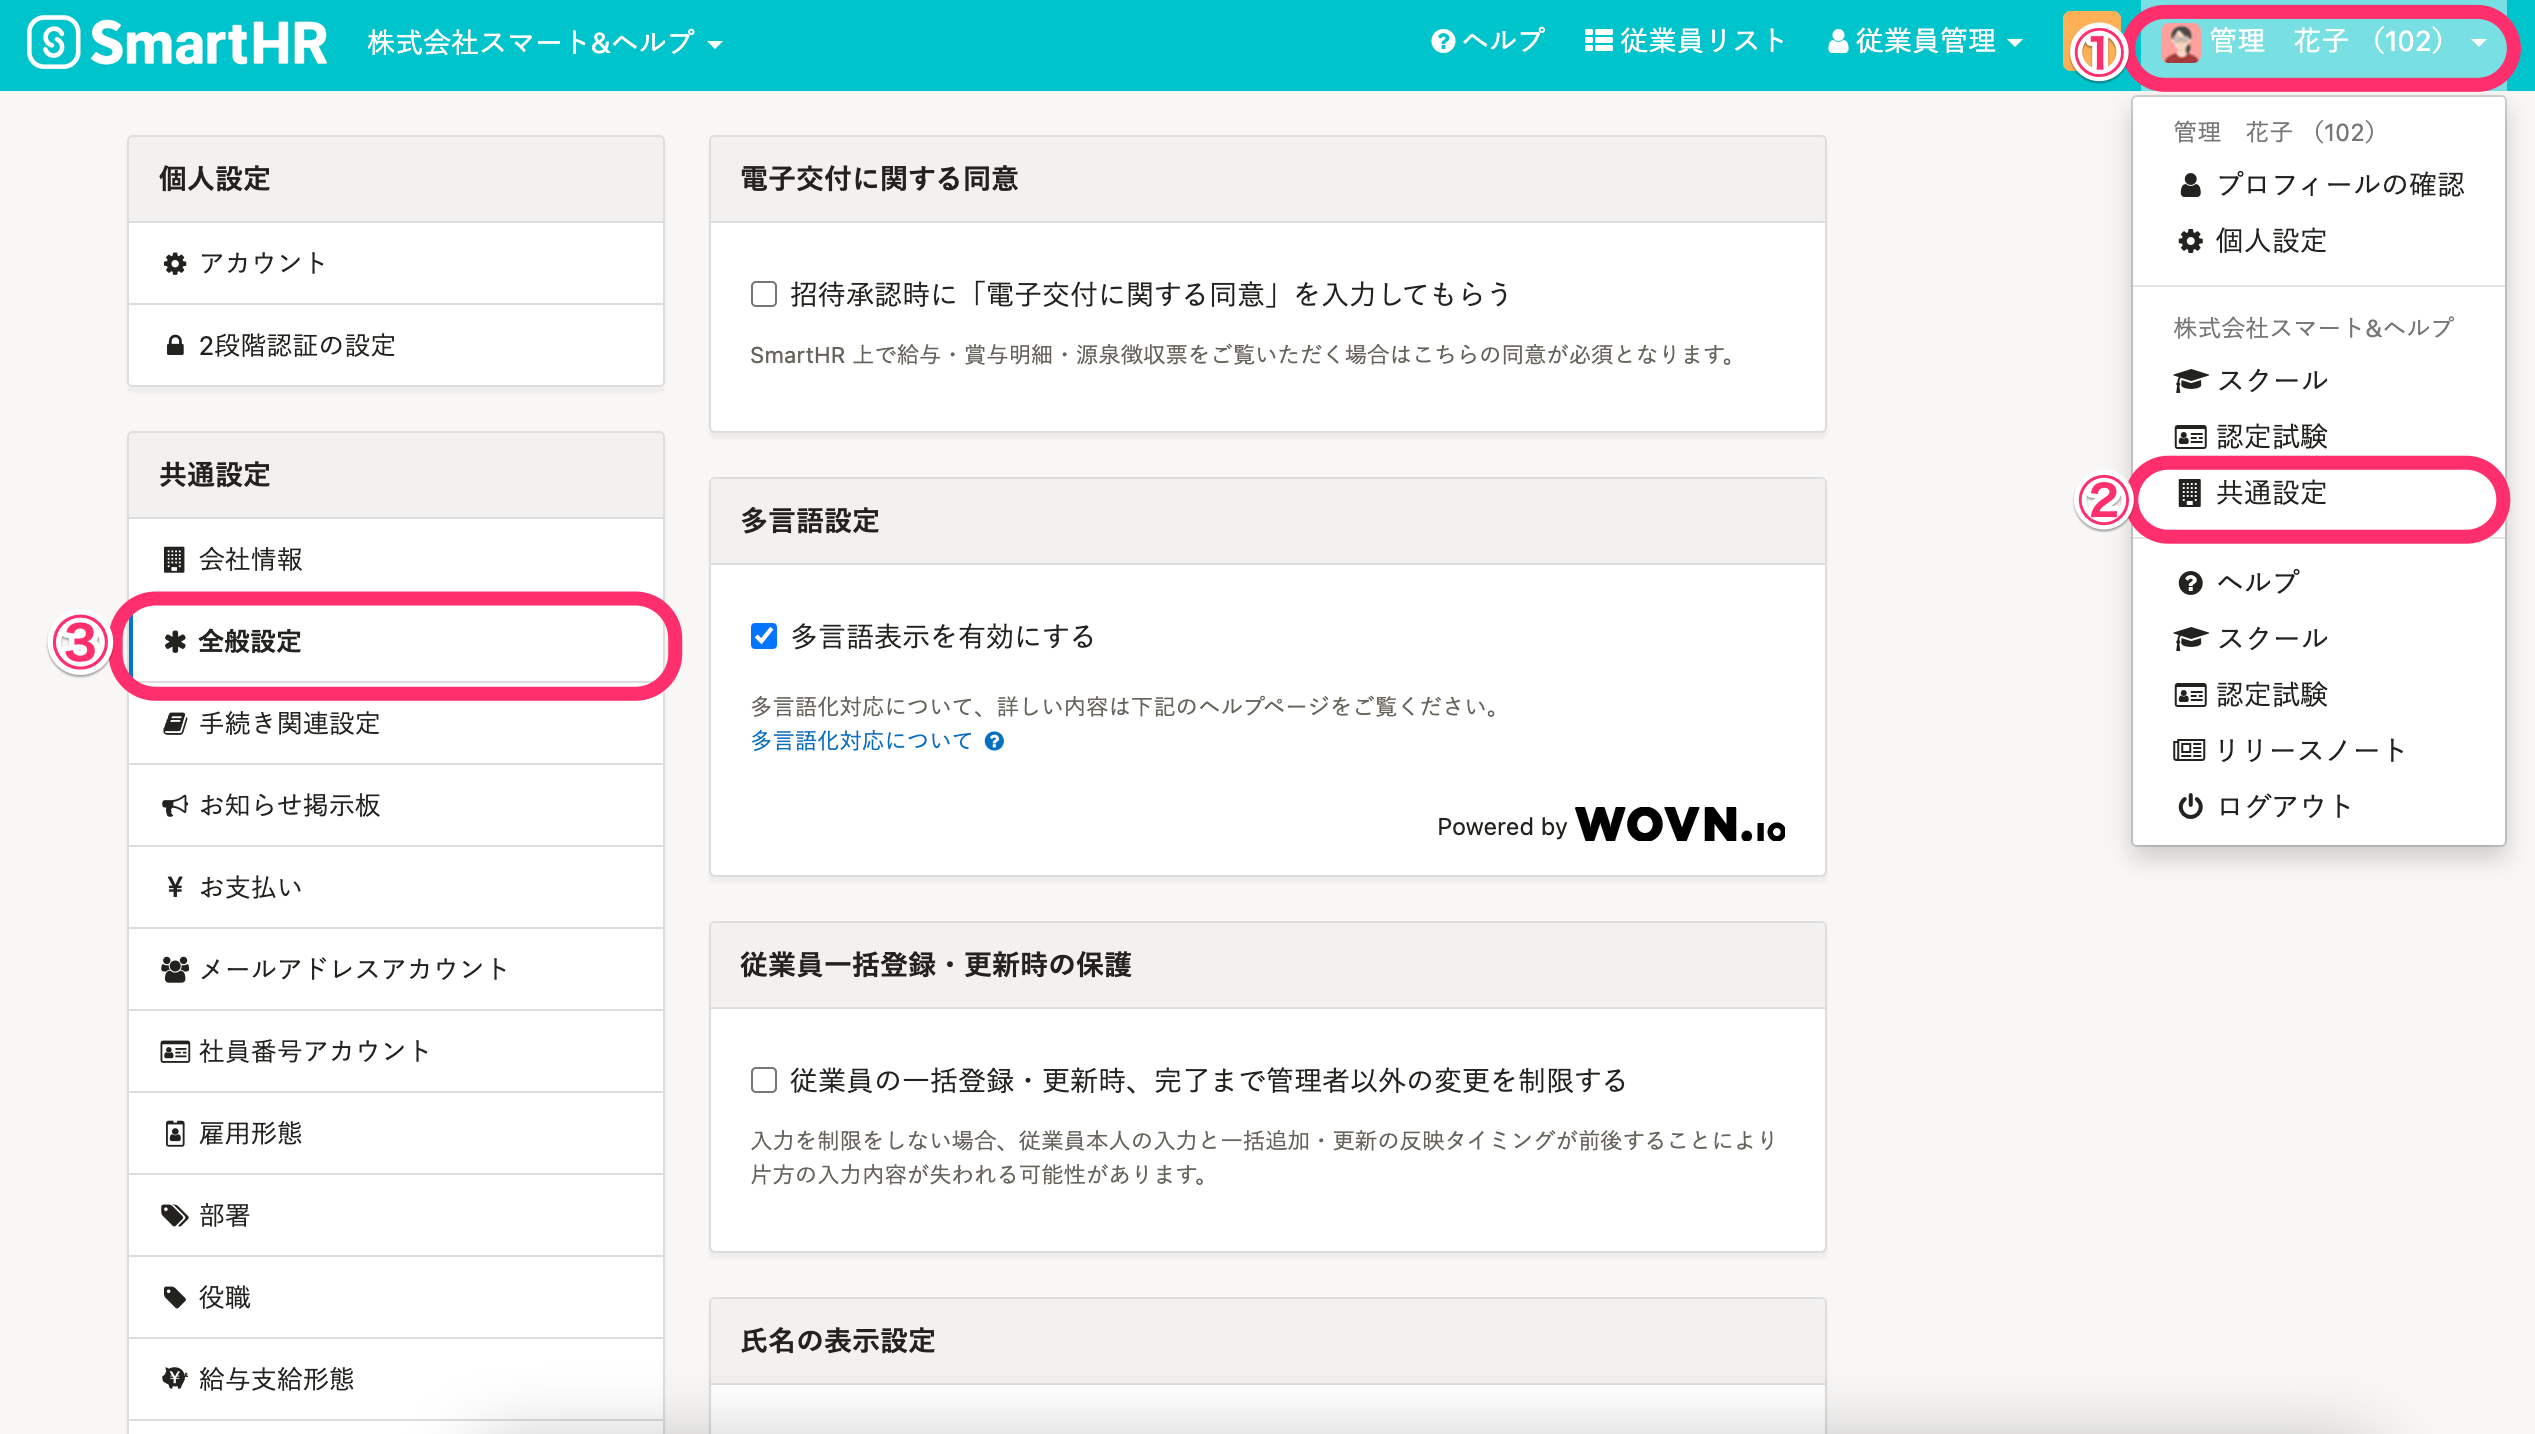 SmartHR
株式会社スマート&ヘルプ
ヘルプ
従業員リスト
従業員管理
①
管理 花子 (102)
管理 花子 (102)
プロフィールの確認
個人設定
株式会社スマート&ヘルプ
スクール
認定試験
②
共通設定
ヘルプ
スクール
認定試験
リリースノート
ログアウト
個人設定
アカウント
2段階認証の設定
共通設定
会社情報
③
全般設定
手続き関連設定
お知らせ掲示板
お支払い
メールアドレスアカウント
社員番号アカウント
雇用形態
部署
役職
給与支給形態
電子交付に関する同意
招待承認時に「電子交付に関する同意」を入力してもらう
SmartHR 上で給与・賞与明細・源泉徴収票をご覧いただく場合はこちらの同意が必須となります。
多言語設定
多言語表示を有効にする
多言語化対応について、詳しい内容は下記のヘルプページをご覧ください。
多言語化対応について
Powered by WOVN.io
従業員一括登録・更新時の保護
従業員の一括登録・更新時、完了まで管理者以外の変更を制限する
入力を制限をしない場合、従業員本人の入力と一括追加・更新の反映タイミングが前後することにより
片方の入力内容が失われる可能性があります。
氏名の表示設定